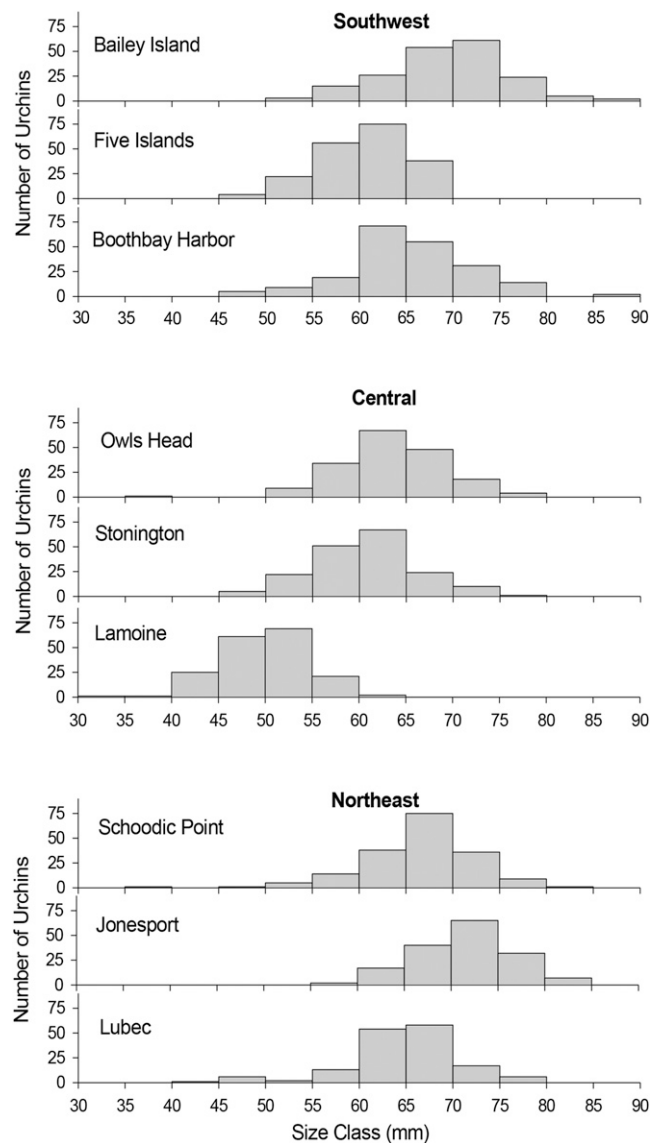 Southwest
Number of Urchins
75
50
25
0
Bailey Island
75
50
25
0
Five Islands
75
50
25
0
Boothbay Harbor
30 35 40 45 50 55 60 65 70 75 80 85 90
Central
Number of Urchins
75
50
25
0
Owls Head
75
50
25
0
Stonington
75
50
25
0
Lamoine
30 35 40 45 50 55 60 65 70 75 80 85 90
Northeast
Number of Urchins
75
50
25
0
Schoodic Point
75
50
25
0
Jonesport
75
50
25
0
Lubec
30 35 40 45 50 55 60 65 70 75 80 85 90
Size Class (mm)